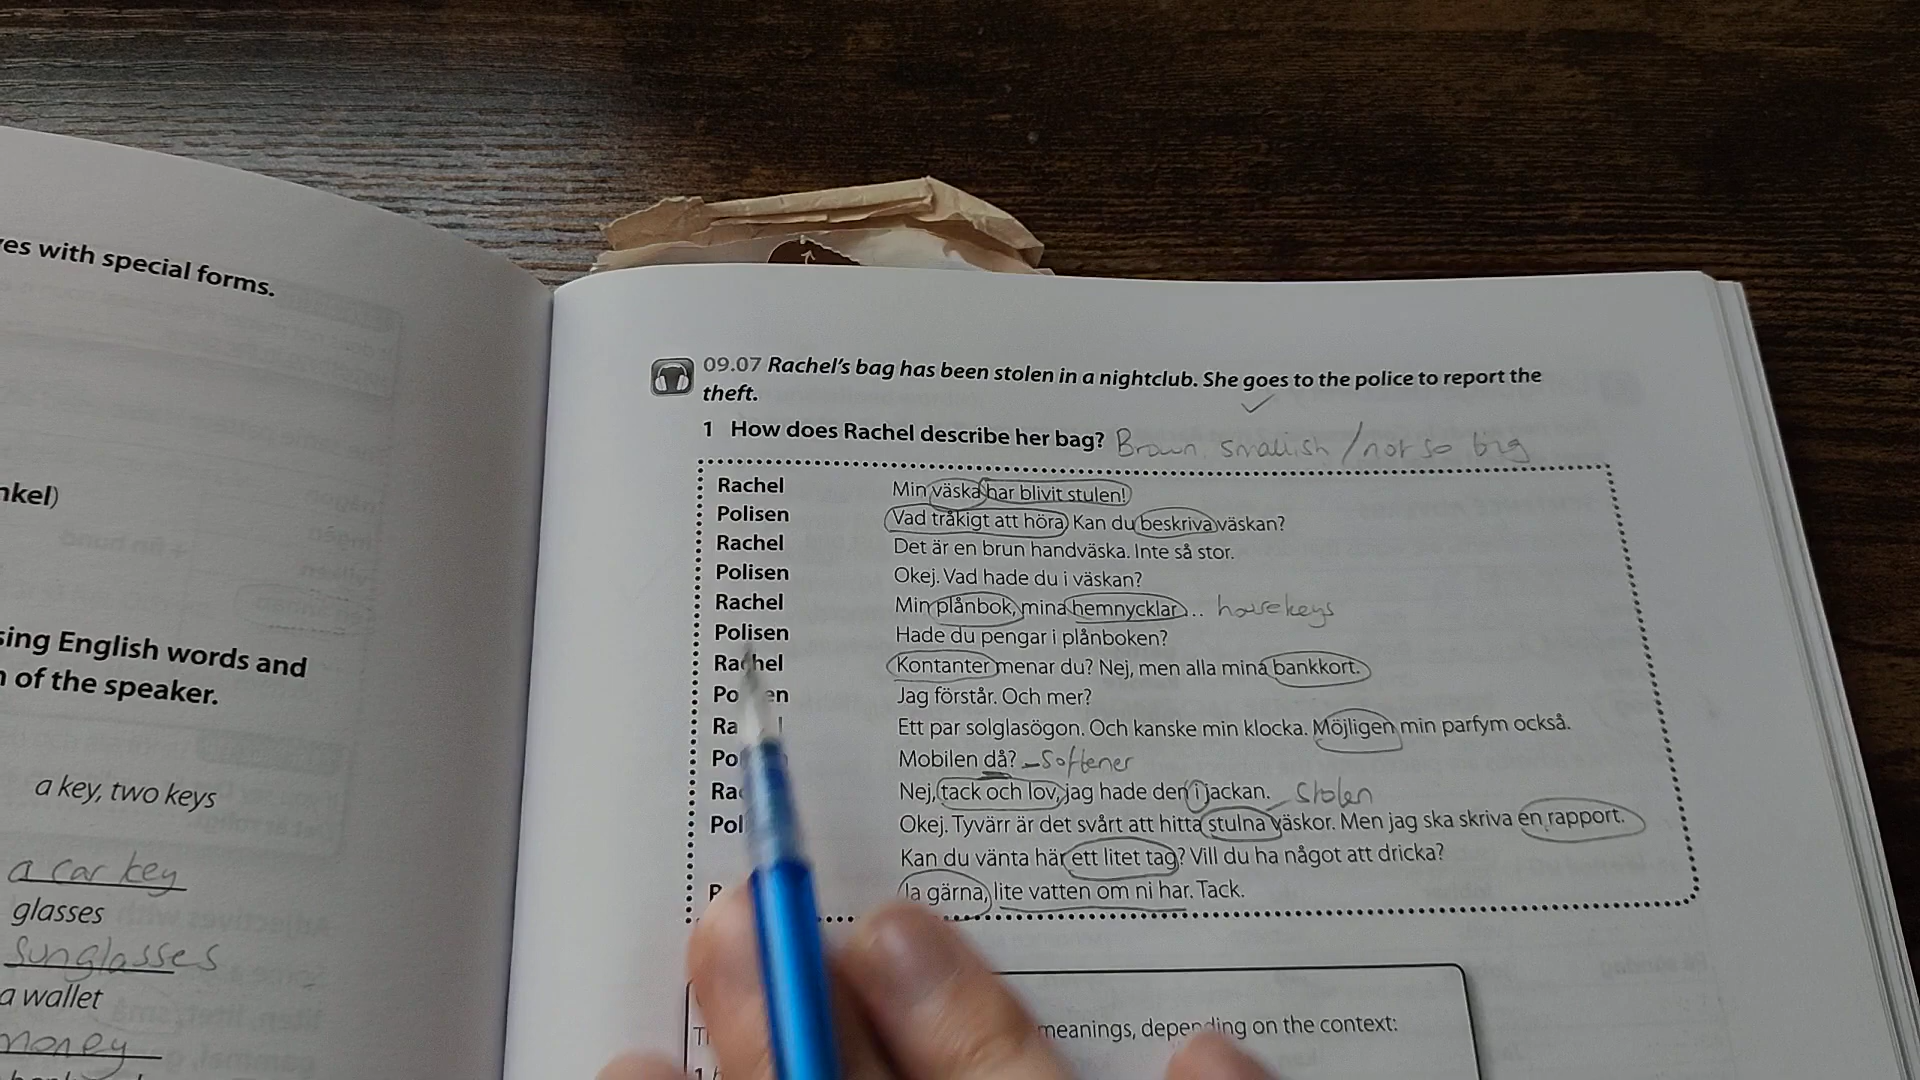 es with special forms.
nkel)
sing English words and
of the speaker.
a key, two keys
a car key
glasses
sunglasses
a wallet
money
09.07 Rachel's bag has been stolen in a nightclub. She goes to the police to report the
theft.
1 How does Rachel describe her bag? Brown. smallish / not so big
Rachel Min väska har blivit stulen!
Polisen Vad tråkigt att höra! Kan du beskriva väskan?
Rachel Det är en brun handväska. Inte så stor.
Polisen Okej. Vad hade du i väskan?
Rachel Min plånbok, mina hemnycklar... house keys
Polisen Hade du pengar i plånboken?
Rachel Kontanter menar du? Nej, men alla mina bankkort.
Po en Jag förstår. Och mer?
Ra l Ett par solglasögon. Och kanske min klocka. Möjligen min parfym också.
Po Mobilen då? – Softener
Ra Nej, tack och lov, jag hade den i jackan.
Stolen
Pol Okej. Tyvärr är det svårt att hitta stulna väskor. Men jag ska skriva en rapport.
Kan du vänta här ett litet tag? Vill du ha något att dricka?
Ja gärna, lite vatten om ni har. Tack.
meanings, depending on the context:
1